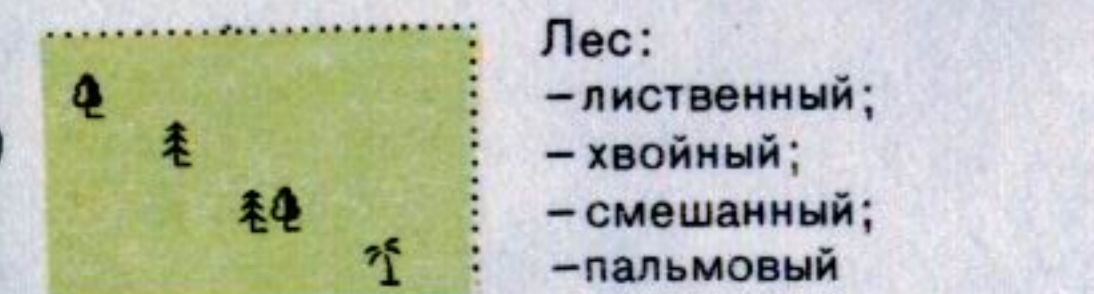 Лес:
–лиственный;
– хвойный;
–смешанный;
–пальмовый